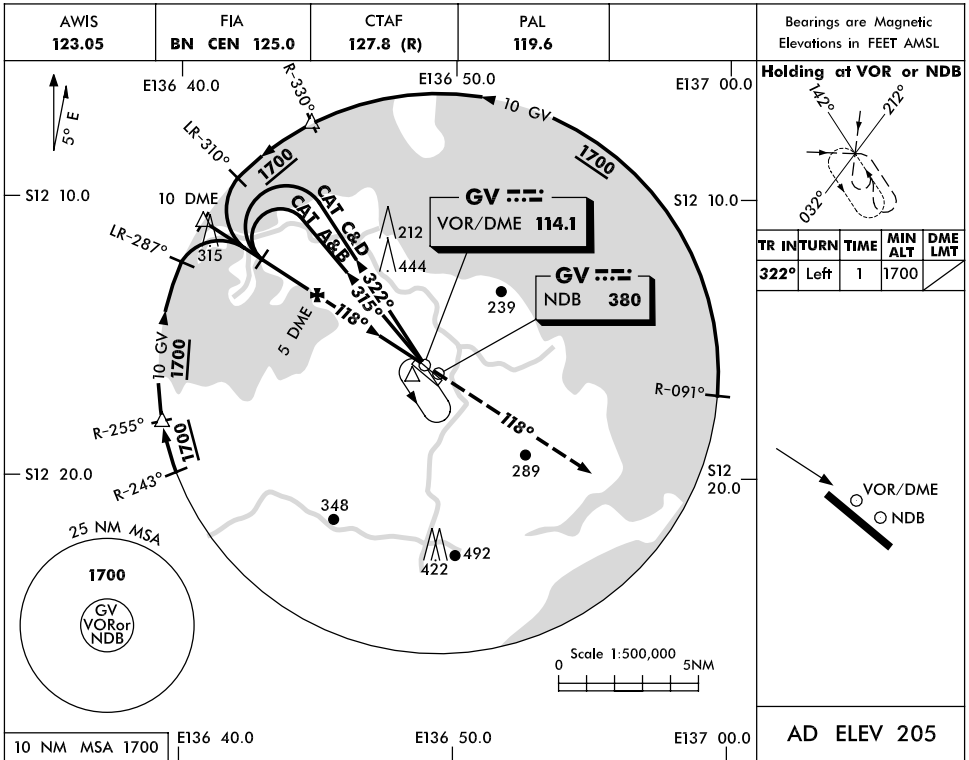 AWIS
123.05
FIA
BN CEN 125.0
CTAF
127.8 (R)
PAL
119.6
Bearings are Magnetic
Elevations in FEET AMSL
5° E
E136 40.0
E136 50.0
E137 00.0
R-330°
10 GV
LR-310°
1700
1700
S12 10.0
S12 10.0
10 DME
315
LR-287°
CAT C&D
CAT A&B
322°
315°
212
444
GV
VOR/DME 114.1
GV
NDB 380
239
118°
5 DME
10 GV
1700
R-091°
R-255°
1700
R-243°
118°
289
S12 20.0
S12
20.0
348
492
422
25 NM MSA
1700
GV
VORor
NDB
Scale 1:500,000
0
5NM
10 NM MSA 1700
E136 40.0
E136 50.0
E137 00.0
Holding at VOR or NDB
142°
212°
032°
TR IN
TURN
TIME
MIN
ALT
DME
LMT
322°
Left
1
1700
VOR/DME
NDB
AD ELEV 205